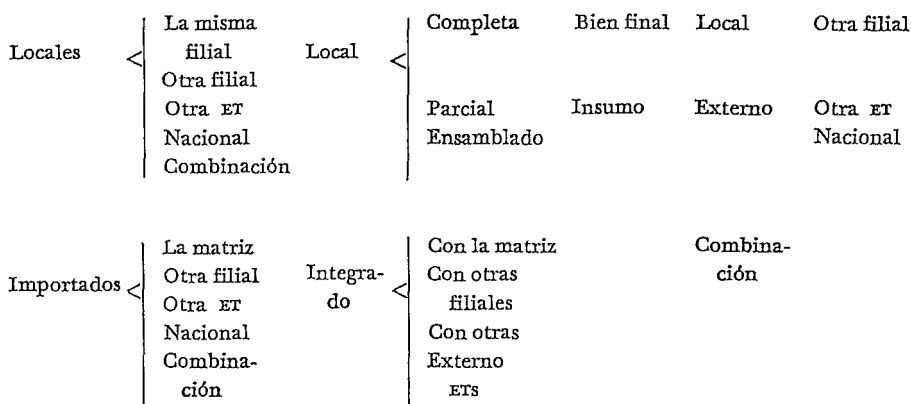 Locales < La misma
filial
Otra filial
Otra ET
Nacional
Combinación
Local < Completa
Parcial
Ensamblado
Bien final
Insumo
Local
Externo
Otra filial
Otra ET
Nacional
Importados < La matriz
Otra filial
Otra ET
Nacional
Combina-
ción
Integra-
do < Con la matriz
Con otras
filiales
Con otras
Externo
ETs
Combina-
ción